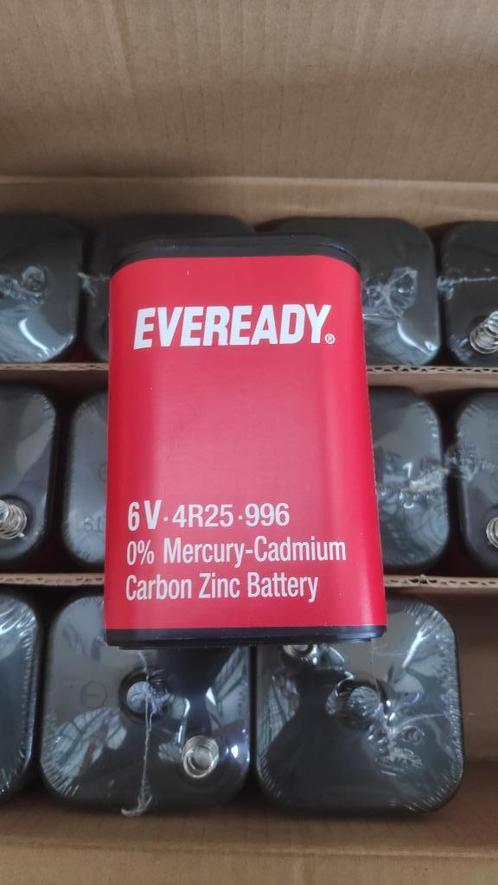 EVEREADY®
6V·4R25·996
0% Mercury-Cadmium
Carbon Zinc Battery